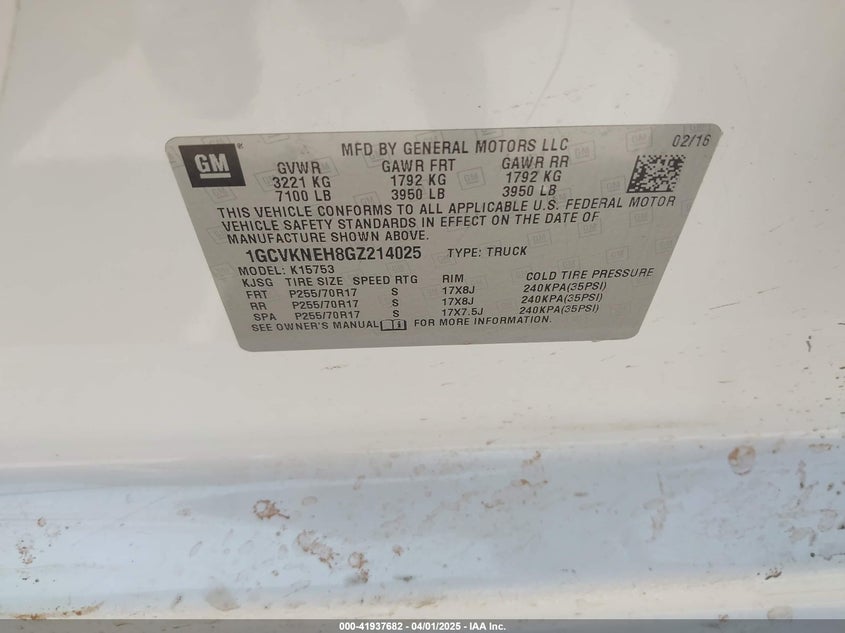 GM
MFD BY GENERAL MOTORS LLC
02/16
GVWR GAWR FRT GAWR RR
3221 KG 1792 KG 1792 KG
7100 LB 3950 LB 3950 LB
THIS VEHICLE CONFORMS TO ALL APPLICABLE U.S. FEDERAL MOTOR
VEHICLE SAFETY STANDARDS IN EFFECT ON THE DATE OF
MANUFACTURE SHOWN ABOVE.
1GCVKNEH8GZ214025 TYPE: TRUCK
MODEL: K15753
KJSG TIRE SIZE SPEED RTG RIM COLD TIRE PRESSURE
FRT P255/70R17 S 17X8J 240KPA(35PSI)
RR P255/70R17 S 17X8J 240KPA(35PSI)
SPA P255/70R17 S 17X7.5J 240KPA(35PSI)
SEE OWNER'S MANUAL FOR MORE INFORMATION.
000-41937682 - 04/01/2025 - IAA Inc.